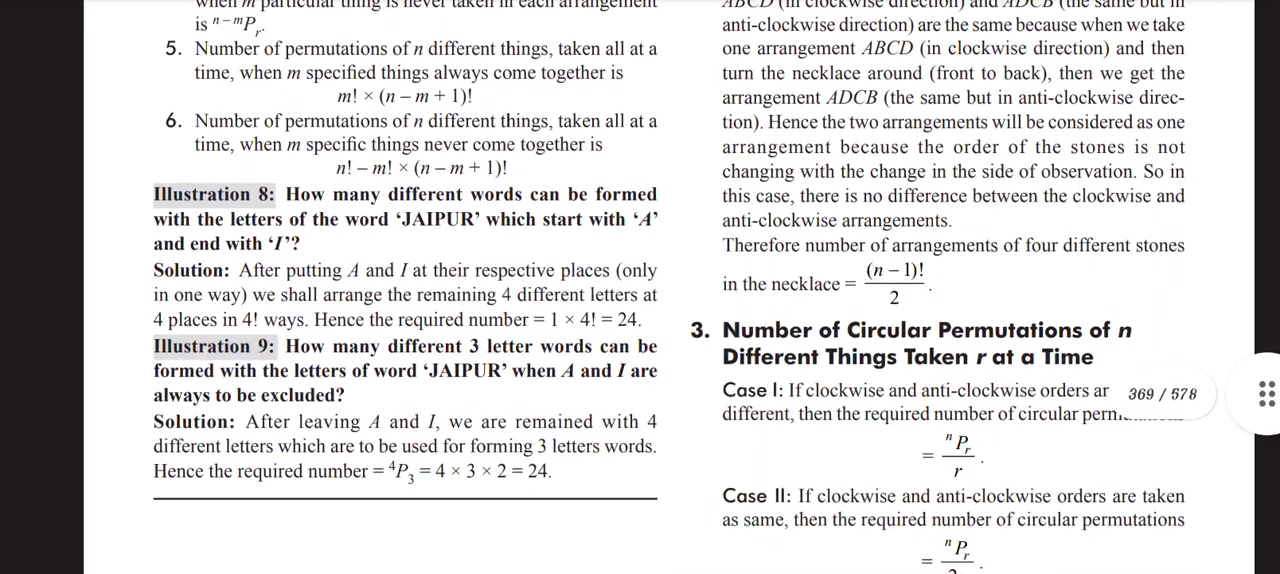 when m particular thing is never taken in each arrangement
is ⁿ⁻ᵐPᵣ.
5. Number of permutations of n different things, taken all at a
time, when m specified things always come together is
m! × (n – m + 1)!
6. Number of permutations of n different things, taken all at a
time, when m specific things never come together is
n! – m! × (n – m + 1)!
Illustration 8: How many different words can be formed
with the letters of the word ‘JAIPUR’ which start with ‘A’
and end with ‘I’?
Solution: After putting A and I at their respective places (only
in one way) we shall arrange the remaining 4 different letters at
4 places in 4! ways. Hence the required number = 1 × 4! = 24.
Illustration 9: How many different 3 letter words can be
formed with the letters of word ‘JAIPUR’ when A and I are
always to be excluded?
Solution: After leaving A and I, we are remained with 4
different letters which are to be used for forming 3 letters words.
Hence the required number = ⁴P₃ = 4 × 3 × 2 = 24.
ABCD (in clockwise direction) and ADCB (the same but in
anti-clockwise direction) are the same because when we take
one arrangement ABCD (in clockwise direction) and then
turn the necklace around (front to back), then we get the
arrangement ADCB (the same but in anti-clockwise direc-
tion). Hence the two arrangements will be considered as one
arrangement because the order of the stones is not
changing with the change in the side of observation. So in
this case, there is no difference between the clockwise and
anti-clockwise arrangements.
Therefore number of arrangements of four different stones
in the necklace = (n – 1)! / 2 .
3. Number of Circular Permutations of n
Different Things Taken r at a Time
Case I: If clockwise and anti-clockwise orders ar
different, then the required number of circular perm
= ⁿPᵣ / r .
Case II: If clockwise and anti-clockwise orders are taken
as same, then the required number of circular permutations
= ⁿPᵣ
369 / 578